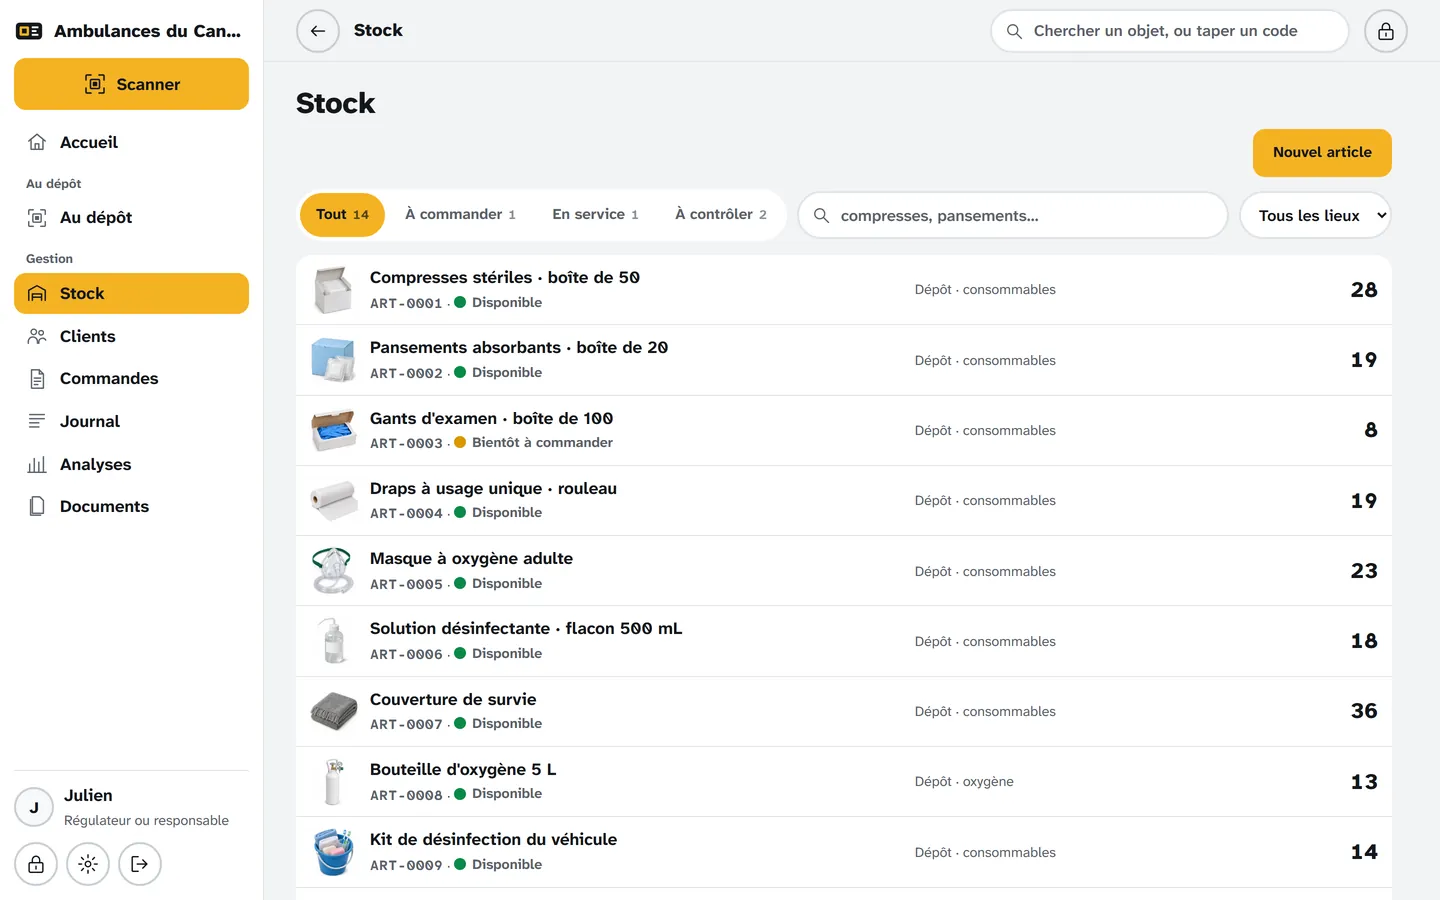 Ambulances du Can...
Scanner
Accueil
Au dépôt
Au dépôt
Gestion
Stock
Clients
Commandes
Journal
Analyses
Documents
J
Julien
Régulateur ou responsable
Stock
Chercher un objet, ou taper un code
Stock
Nouvel article
Tout 14
À commander 1
En service 1
À contrôler 2
compresses, pansements...
Tous les lieux
Compresses stériles · boîte de 50
ART-0001 · Disponible
Dépôt · consommables
28
Pansements absorbants · boîte de 20
ART-0002 · Disponible
Dépôt · consommables
19
Gants d'examen · boîte de 100
ART-0003 · Bientôt à commander
Dépôt · consommables
8
Draps à usage unique · rouleau
ART-0004 · Disponible
Dépôt · consommables
19
Masque à oxygène adulte
ART-0005 · Disponible
Dépôt · consommables
23
Solution désinfectante · flacon 500 mL
ART-0006 · Disponible
Dépôt · consommables
18
Couverture de survie
ART-0007 · Disponible
Dépôt · consommables
36
Bouteille d'oxygène 5 L
ART-0008 · Disponible
Dépôt · oxygène
13
Kit de désinfection du véhicule
ART-0009 · Disponible
Dépôt · consommables
14